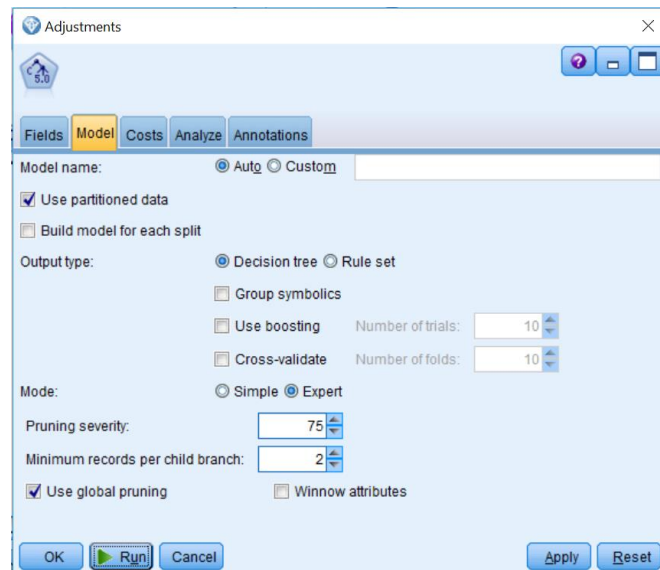 Adjustments
C 5.0
Fields Model Costs Analyze Annotations
Model name: Auto Custom
Use partitioned data
Build model for each split
Output type: Decision tree Rule set
Group symbolics
Use boosting Number of trials: 10
Cross-validate Number of folds: 10
Mode: Simple Expert
Pruning severity: 75
Minimum records per child branch: 2
Use global pruning Winnow attributes
OK Run Cancel Apply Reset